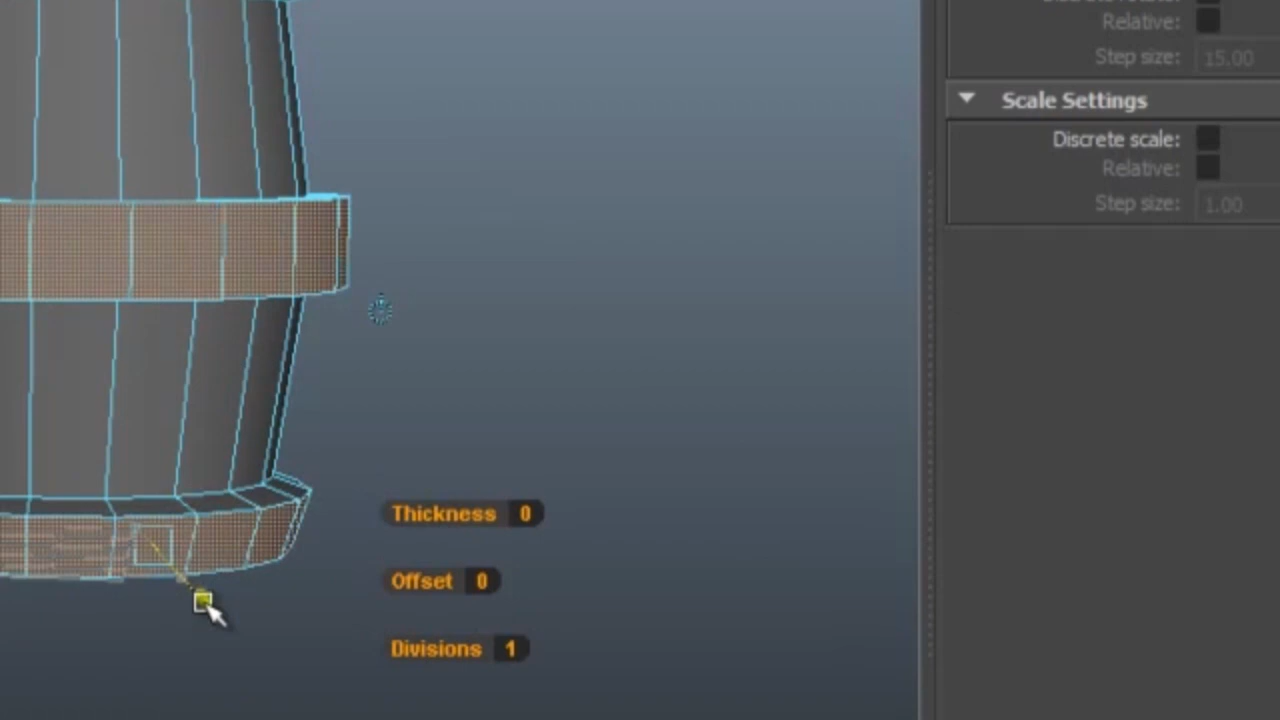 Relative:
Step size: 15.00
Scale Settings
Discrete scale:
Relative:
Step size: 1.00
Thickness 0
Offset 0
Divisions 1